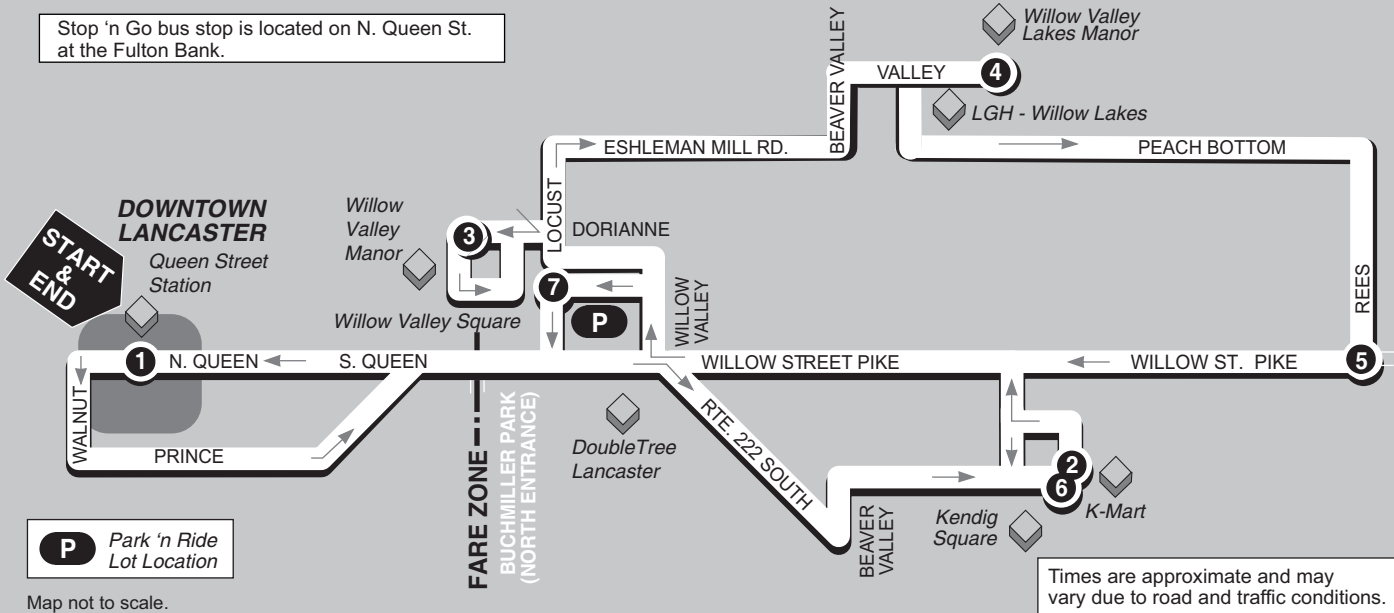 Stop ’n Go bus stop is located on N. Queen St.
at the Fulton Bank.
Willow Valley
Lakes Manor
BEAVER VALLEY
VALLEY
4
LGH - Willow Lakes
ESHLEMAN MILL RD.
PEACH BOTTOM
DOWNTOWN
LANCASTER
Queen Street
Station
START
&
END
Willow
Valley
Manor
3
LOCUST
DORIANNE
7
P
WILLOW
VALLEY
REES
Willow Valley Square
1
N. QUEEN
S. QUEEN
WILLOW STREET PIKE
WILLOW ST. PIKE
5
WALNUT
PRINCE
FARE ZONE
BUCHMILLER PARK
(NORTH ENTRANCE)
DoubleTree
Lancaster
RTE. 222 SOUTH
BEAVER
VALLEY
2
6
K-Mart
Kendig
Square
P
Park ’n Ride
Lot Location
Map not to scale.
Times are approximate and may
vary due to road and traffic conditions.